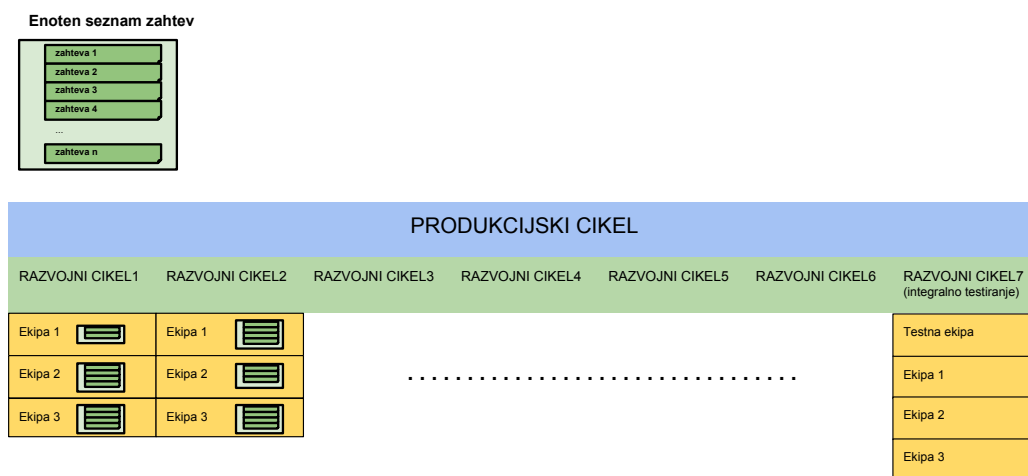 Enoten seznam zahtev
zahteva 1
zahteva 2
zahteva 3
zahteva 4
...
zahteva n
PRODUKCIJSKI CIKEL
RAZVOJNI CIKEL1 RAZVOJNI CIKEL2 RAZVOJNI CIKEL3 RAZVOJNI CIKEL4 RAZVOJNI CIKEL5 RAZVOJNI CIKEL6 RAZVOJNI CIKEL7
(integralno testiranje)
Ekipa 1 Ekipa 1 Testna ekipa
Ekipa 2 Ekipa 2 ................................. Ekipa 1
Ekipa 3 Ekipa 3 Ekipa 2
Ekipa 3